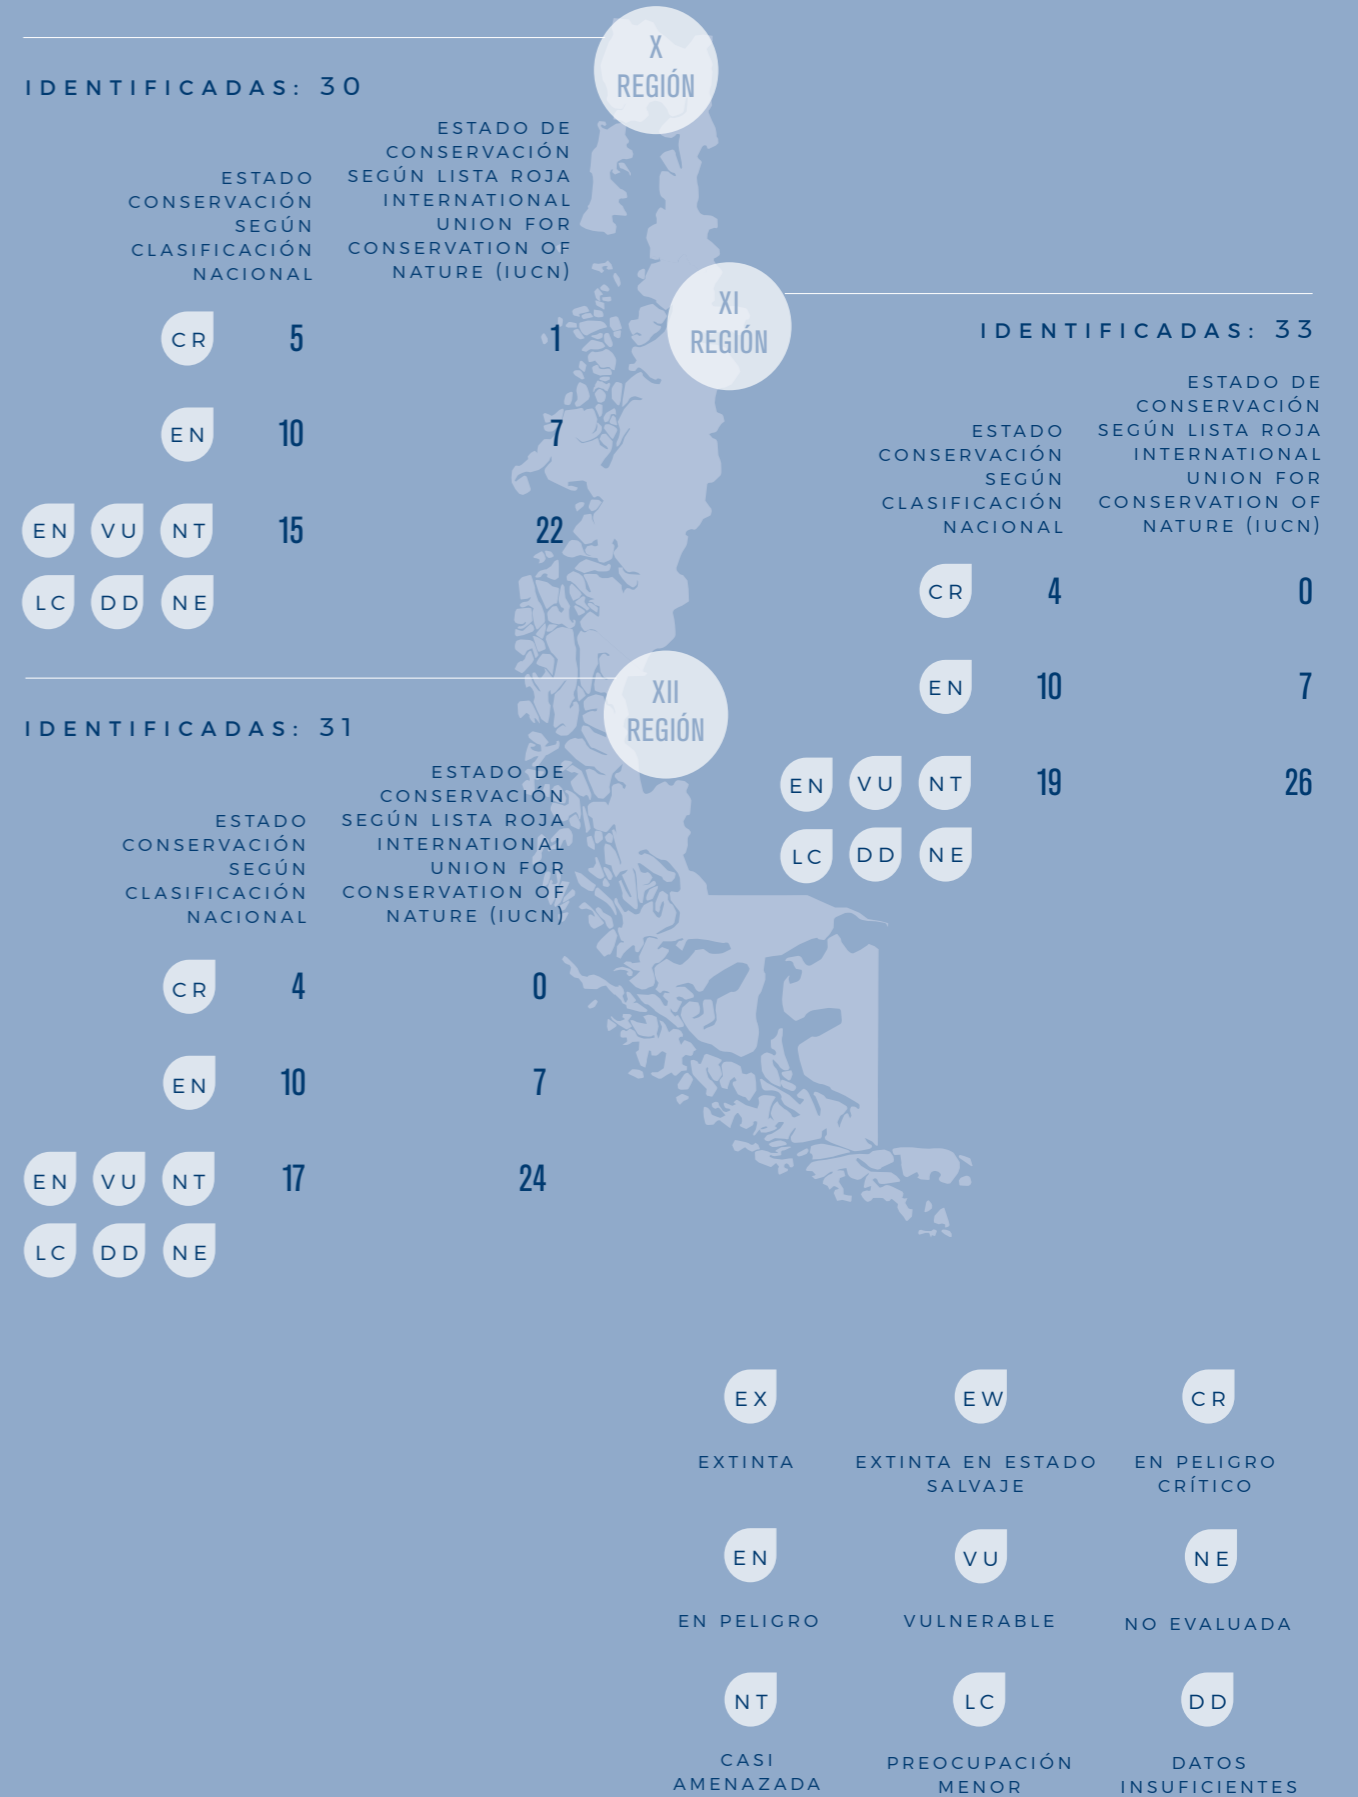 X
REGIÓN
IDENTIFICADAS: 30
ESTADO
CONSERVACIÓN
SEGÚN
CLASIFICACIÓN
NACIONAL
ESTADO DE
CONSERVACIÓN
SEGÚN LISTA ROJA
INTERNATIONAL
UNION FOR
CONSERVATION OF
NATURE (IUCN)
CR 5 1
EN 10 7
EN VU NT 15 22
LC DD NE
XI
REGIÓN
IDENTIFICADAS: 33
ESTADO
CONSERVACIÓN
SEGÚN
CLASIFICACIÓN
NACIONAL
ESTADO DE
CONSERVACIÓN
SEGÚN LISTA ROJA
INTERNATIONAL
UNION FOR
CONSERVATION OF
NATURE (IUCN)
CR 4 0
EN 10 7
EN VU NT 19 26
LC DD NE
XII
REGIÓN
IDENTIFICADAS: 31
ESTADO
CONSERVACIÓN
SEGÚN
CLASIFICACIÓN
NACIONAL
ESTADO DE
CONSERVACIÓN
SEGÚN LISTA ROJA
INTERNATIONAL
UNION FOR
CONSERVATION OF
NATURE (IUCN)
CR 4 0
EN 10 7
EN VU NT 17 24
LC DD NE
EX
EXTINTA
EW
EXTINTA EN ESTADO
SALVAJE
CR
EN PELIGRO
CRÍTICO
EN
EN PELIGRO
VU
VULNERABLE
NE
NO EVALUADA
NT
CASI
AMENAZADA
LC
PREOCUPACIÓN
MENOR
DD
DATOS
INSUFICIENTES